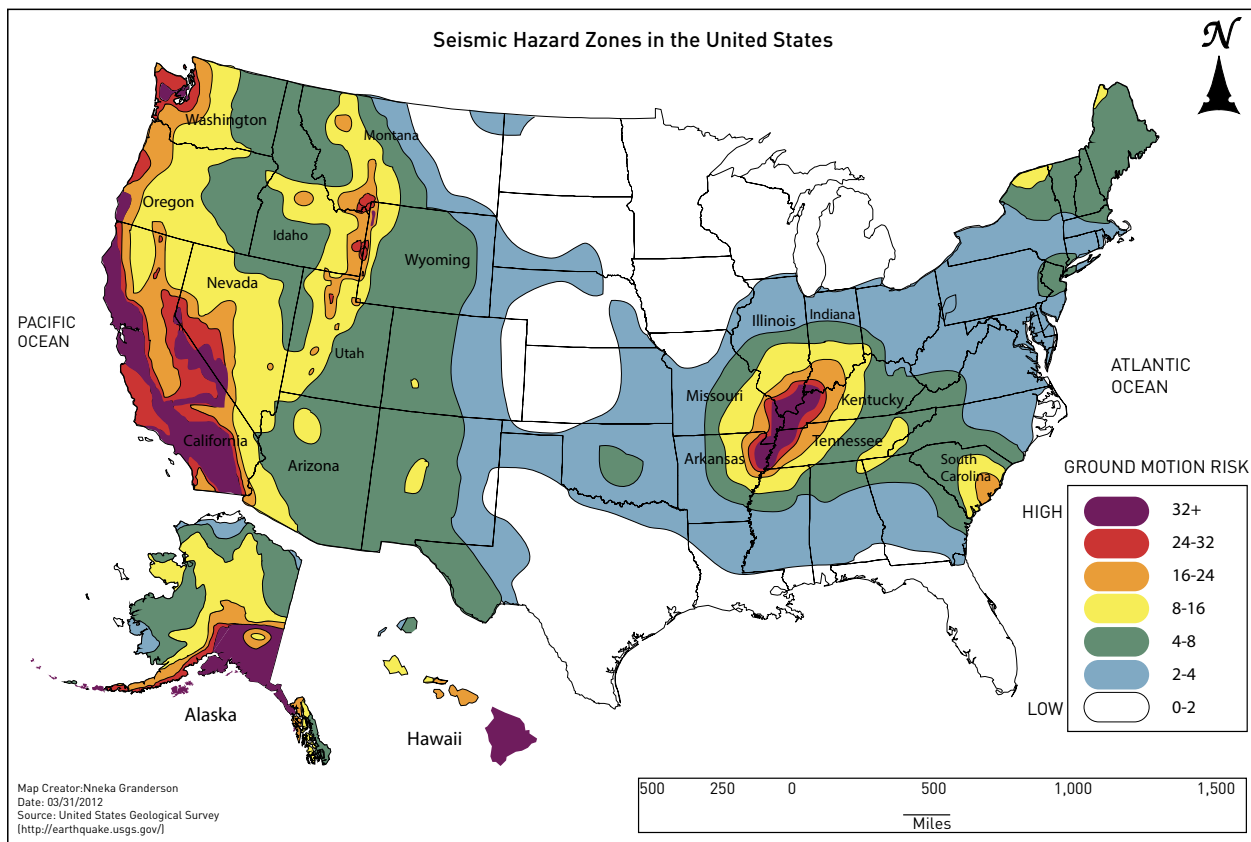 Seismic Hazard Zones in the United States
N
Washington
Montana
Oregon
Idaho
Wyoming
Nevada
PACIFIC
OCEAN
Utah
Illinois
Indiana
ATLANTIC
OCEAN
Missouri
Kentucky
California
Arizona
Arkansas
Tennessee
South
Carolina
GROUND MOTION RISK
HIGH
32+
24-32
16-24
8-16
4-8
2-4
LOW
0-2
Alaska
Hawaii
Map Creator:Nneka Granderson
Date: 03/31/2012
Source: United States Geological Survey
(http://earthquake.usgs.gov/)
500 250 0 500 1,000 1,500
Miles